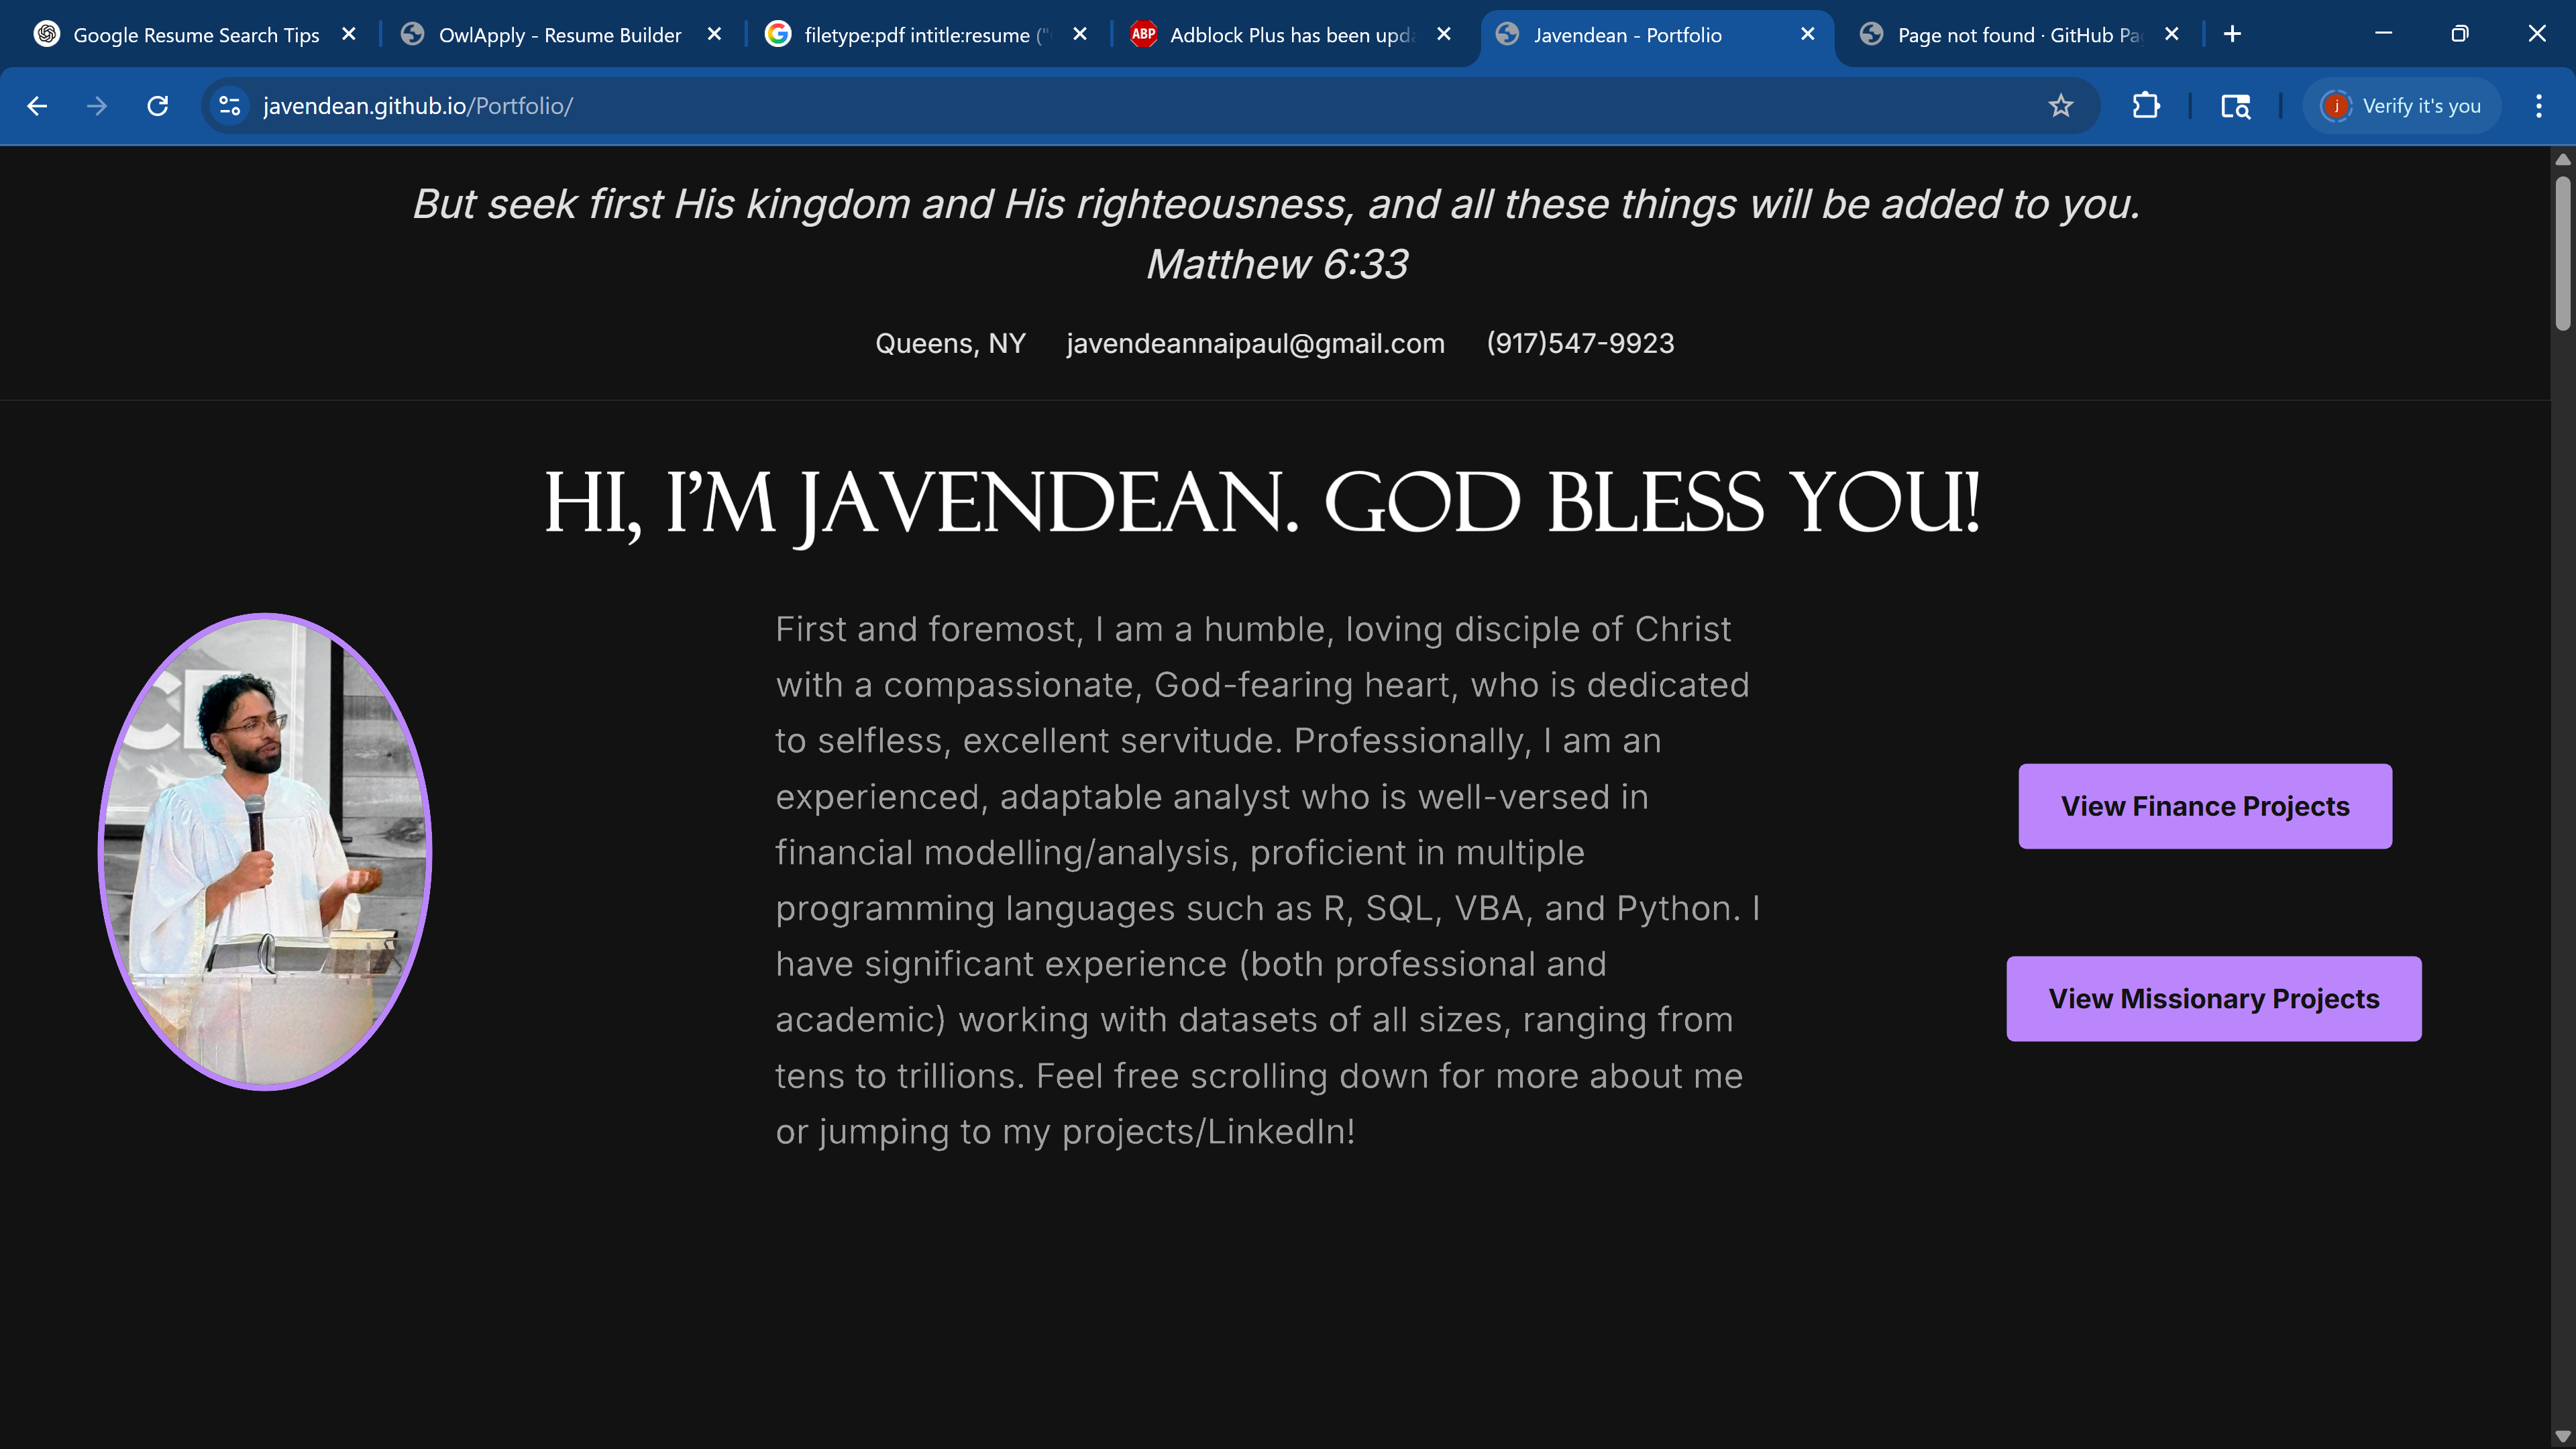 Google Resume Search Tips
OwlApply - Resume Builder
filetype:pdf intitle:resume ("
Adblock Plus has been upda
Javendean - Portfolio
Page not found · GitHub Pa
javendean.github.io/Portfolio/
j
Verify it's you
But seek first His kingdom and His righteousness, and all these things will be added to you.
Matthew 6:33
Queens, NY javendeannaipaul@gmail.com (917)547-9923
HI, I'M JAVENDEAN. GOD BLESS YOU!
First and foremost, I am a humble, loving disciple of Christ
with a compassionate, God-fearing heart, who is dedicated
to selfless, excellent servitude. Professionally, I am an
experienced, adaptable analyst who is well-versed in
financial modelling/analysis, proficient in multiple
programming languages such as R, SQL, VBA, and Python. I
have significant experience (both professional and
academic) working with datasets of all sizes, ranging from
tens to trillions. Feel free scrolling down for more about me
or jumping to my projects/LinkedIn!
View Finance Projects
View Missionary Projects